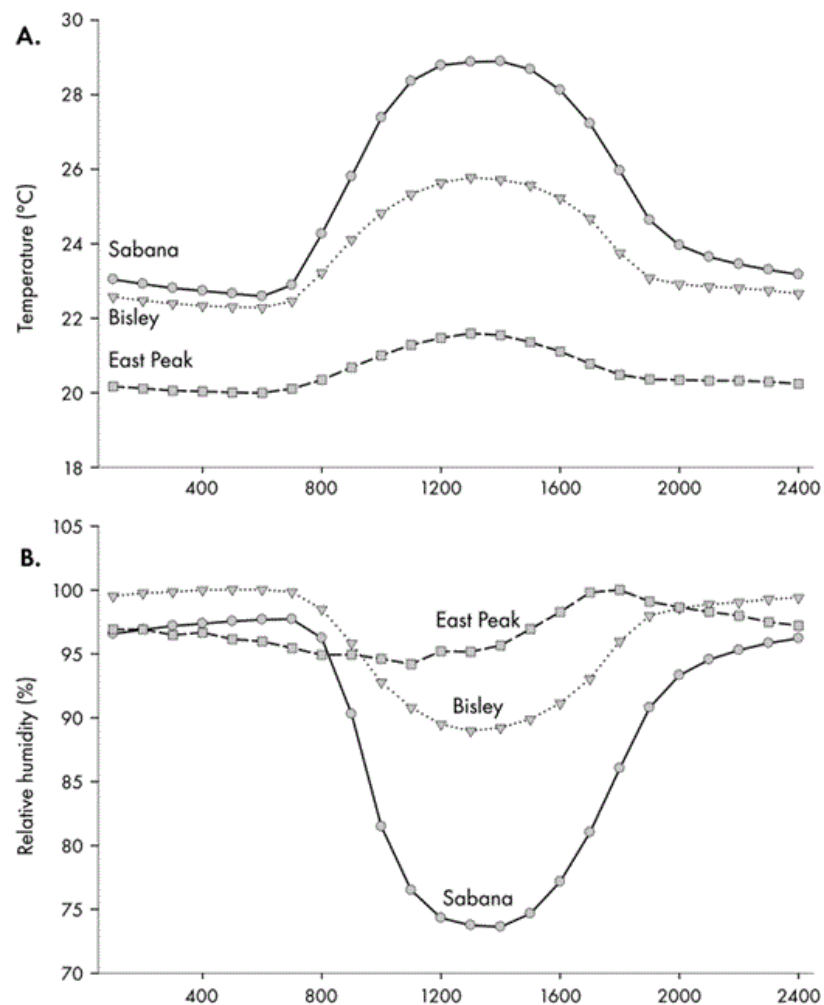 A.
30
28
26
24
22
20
18
Temperature (°C)
Sabana
Bisley
East Peak
400 800 1200 1600 2000 2400
B.
105
100
95
90
85
80
75
70
Relative humidity (%)
East Peak
Bisley
Sabana
400 800 1200 1600 2000 2400